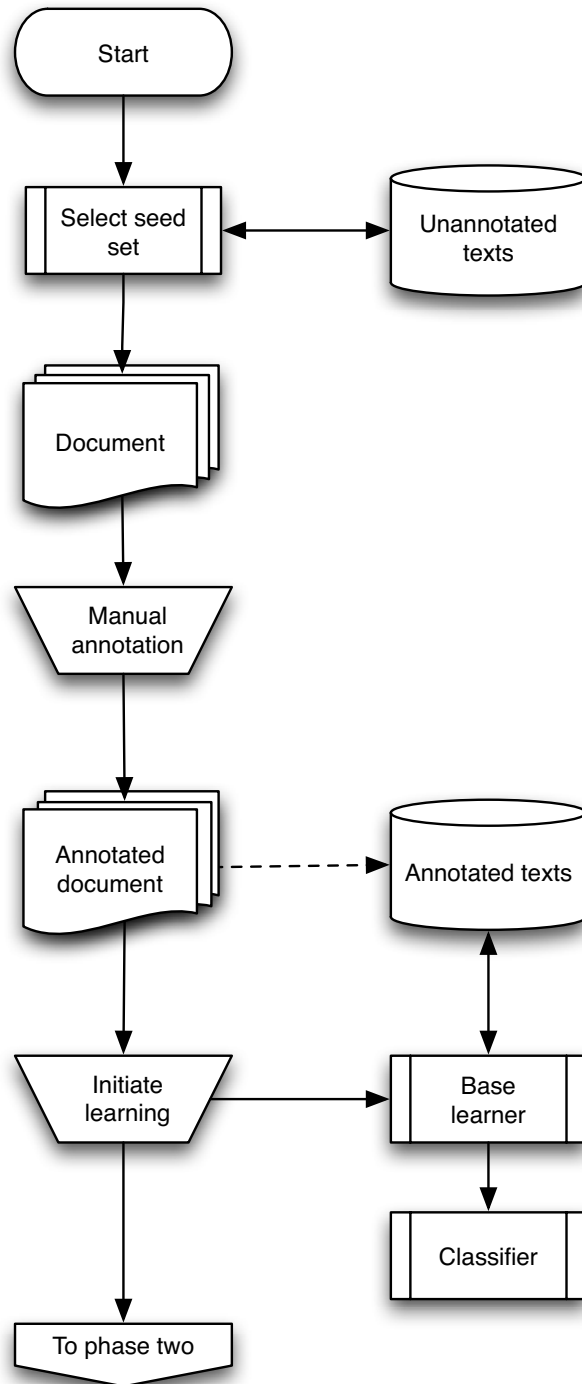 Start
Select seed
set
Unannotated
texts
Document
Manual
annotation
Annotated
document
Annotated texts
Initiate
learning
Base
learner
Classifier
To phase two